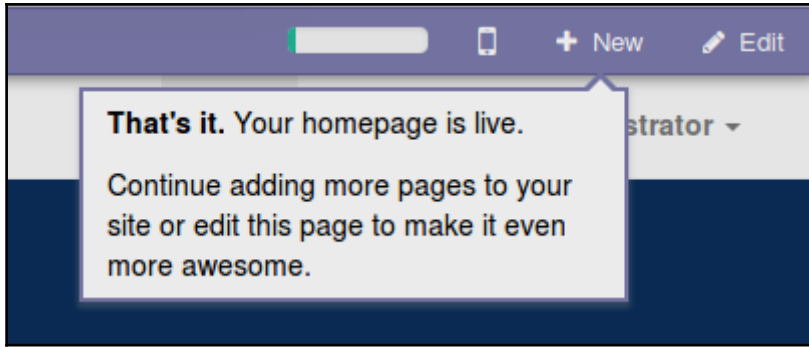 New Edit
That's it. Your homepage is live.
strator
Continue adding more pages to your
site or edit this page to make it even
more awesome.